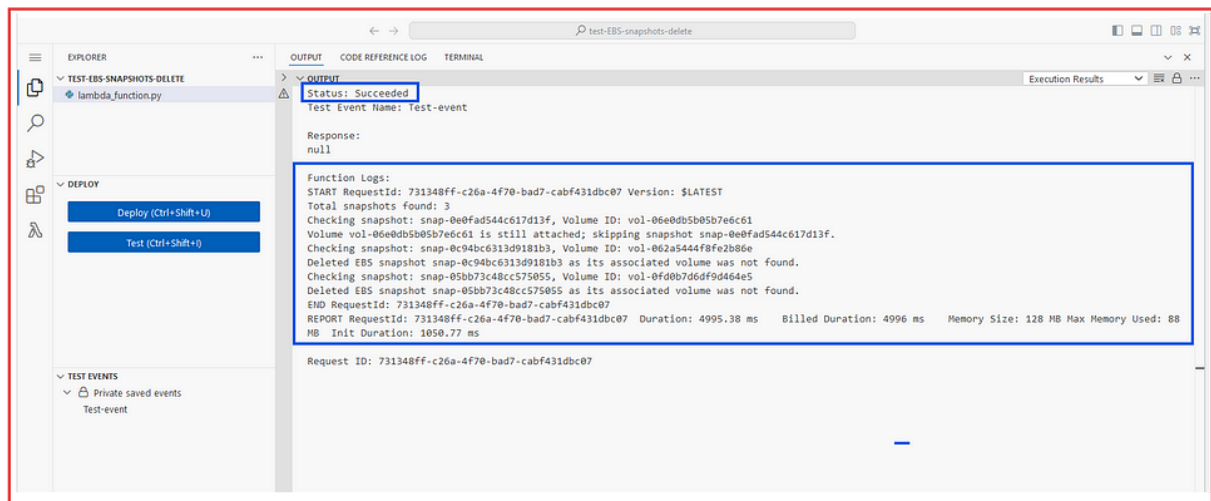 test-EBS-snapshots-delete
EXPLORER
TEST-EBS-SNAPSHOTS-DELETE
lambda_function.py
DEPLOY
Deploy (Ctrl+Shift+U)
Test (Ctrl+Shift+I)
TEST EVENTS
Private saved events
Test-event
OUTPUT CODE REFERENCE LOG TERMINAL
OUTPUT Execution Results
Status: Succeeded
Test Event Name: Test-event
Response:
null
Function Logs:
START RequestId: 731348ff-c26a-4f70-bad7-cabf431dbc07 Version: $LATEST
Total snapshots found: 3
Checking snapshot: snap-0e0fad544c617d13f, Volume ID: vol-06e0db5b05b7e6c61
Volume vol-06e0db5b05b7e6c61 is still attached; skipping snapshot snap-0e0fad544c617d13f.
Checking snapshot: snap-0c94bc6313d9181b3, Volume ID: vol-062a5444f8fe2b86e
Deleted EBS snapshot snap-0c94bc6313d9181b3 as its associated volume was not found.
Checking snapshot: snap-05bb73c48cc575055, Volume ID: vol-0fd0b7d6df9d464e5
Deleted EBS snapshot snap-05bb73c48cc575055 as its associated volume was not found.
END RequestId: 731348ff-c26a-4f70-bad7-cabf431dbc07
REPORT RequestId: 731348ff-c26a-4f70-bad7-cabf431dbc07 Duration: 4995.38 ms Billed Duration: 4996 ms Memory Size: 128 MB Max Memory Used: 88
MB Init Duration: 1050.77 ms
Request ID: 731348ff-c26a-4f70-bad7-cabf431dbc07